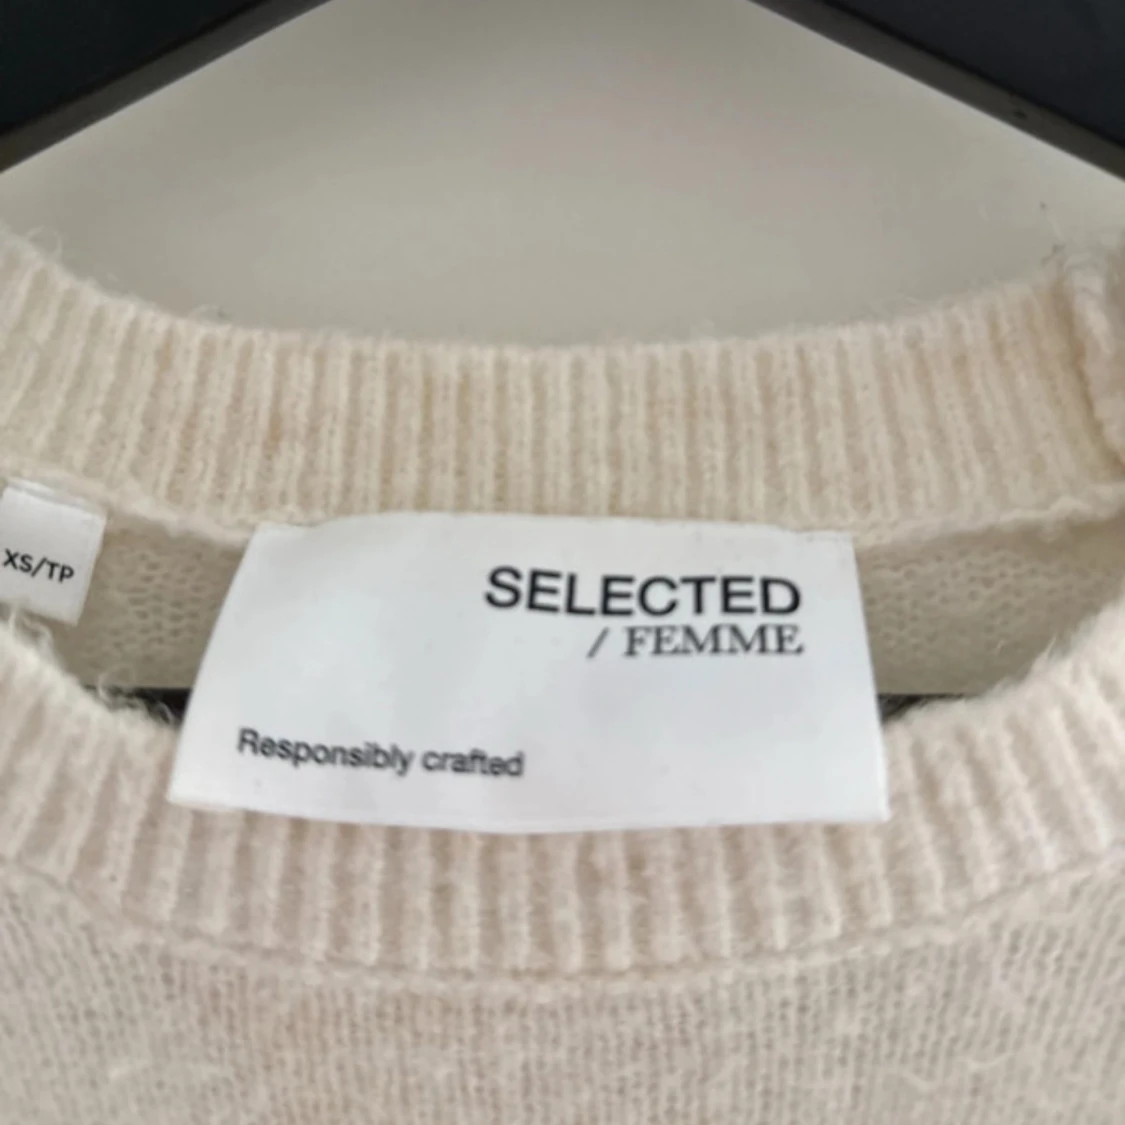 XS/TP
SELECTED
/ FEMME
Responsibly crafted